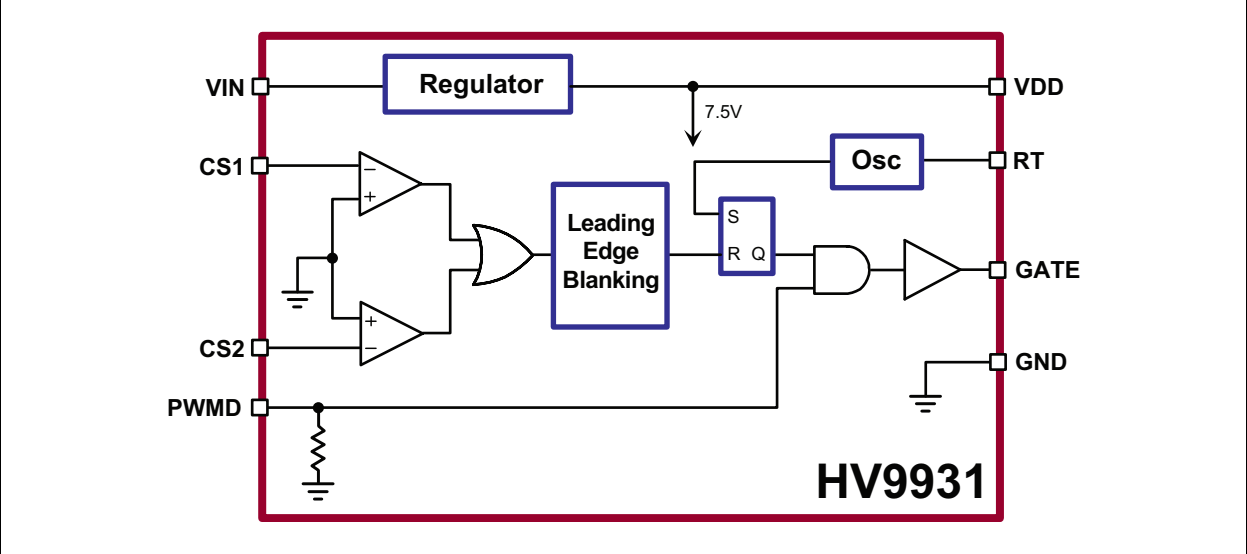 VIN
Regulator
VDD
7.5V
CS1
−
+
Osc
RT
Leading
Edge
Blanking
S
R Q
GATE
+
−
CS2
GND
PWMD
HV9931